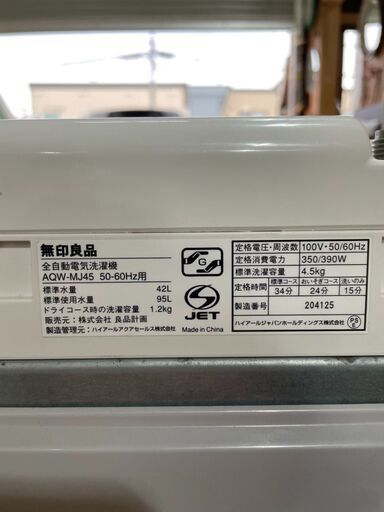 無印良品
全自動電気洗濯機
AQW-MJ45 50-60Hz用
標準水量 42L
標準使用水量 95L
ドライコース時の洗濯容量 1.2kg
販売元：株式会社 良品計画
製造管理元：ハイアールアクアセールス株式会社
G
S
JET
Made in China
定格電圧・周波数 100V・50/60Hz
定格消費電力 350/390W
標準洗濯容量 4.5kg
定格時間 標準コース おいそぎコース 洗いのみ
34分 24分 15分
製造番号 204125
ハイアールジャパンホールディングス株式会社
PS
E